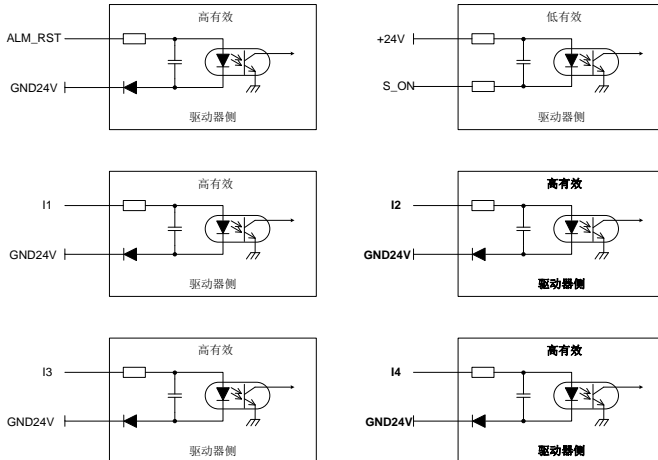 高有效
ALM_RST
GND24V
驱动器侧
低有效
+24V
S_ON
驱动器侧
高有效
I1
GND24V
驱动器侧
高有效
I2
GND24V
驱动器侧
高有效
I3
GND24V
驱动器侧
高有效
I4
GND24V
驱动器侧